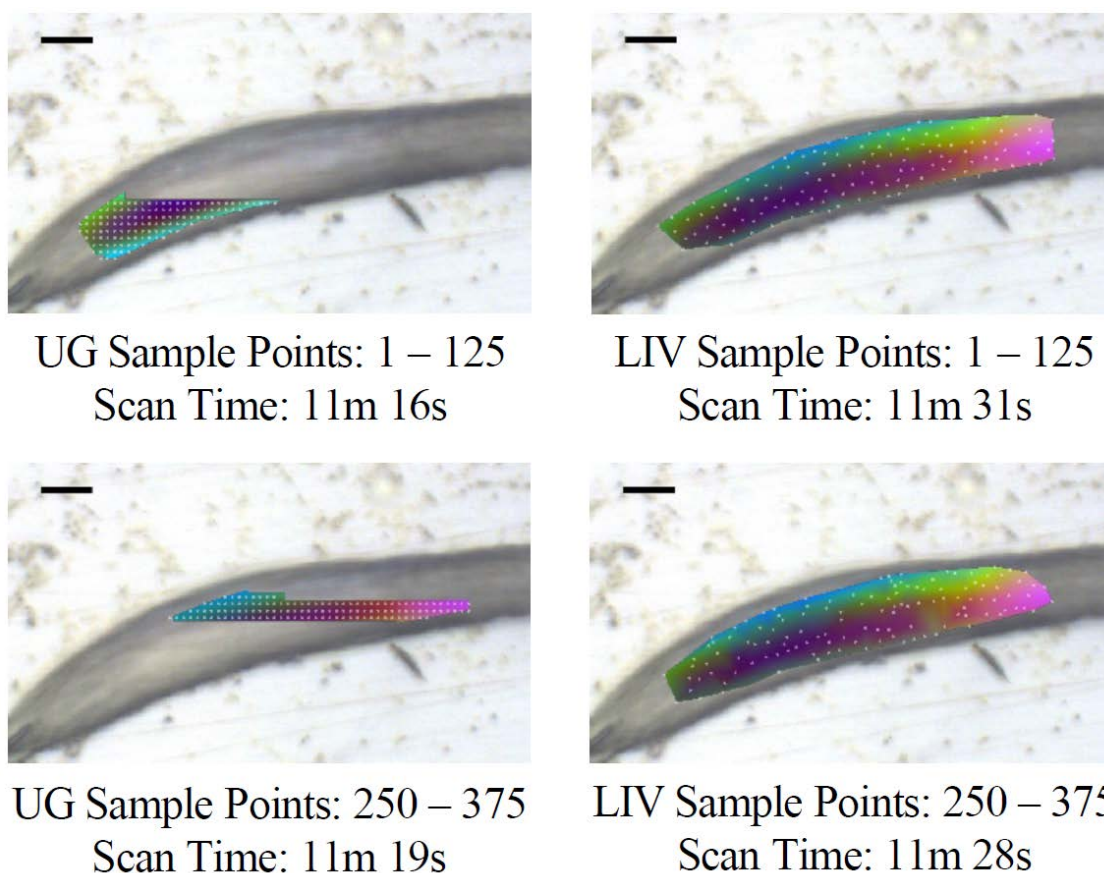 UG Sample Points: 1 – 125
Scan Time: 11m 16s
LIV Sample Points: 1 – 125
Scan Time: 11m 31s
UG Sample Points: 250 – 375
Scan Time: 11m 19s
LIV Sample Points: 250 – 375
Scan Time: 11m 28s